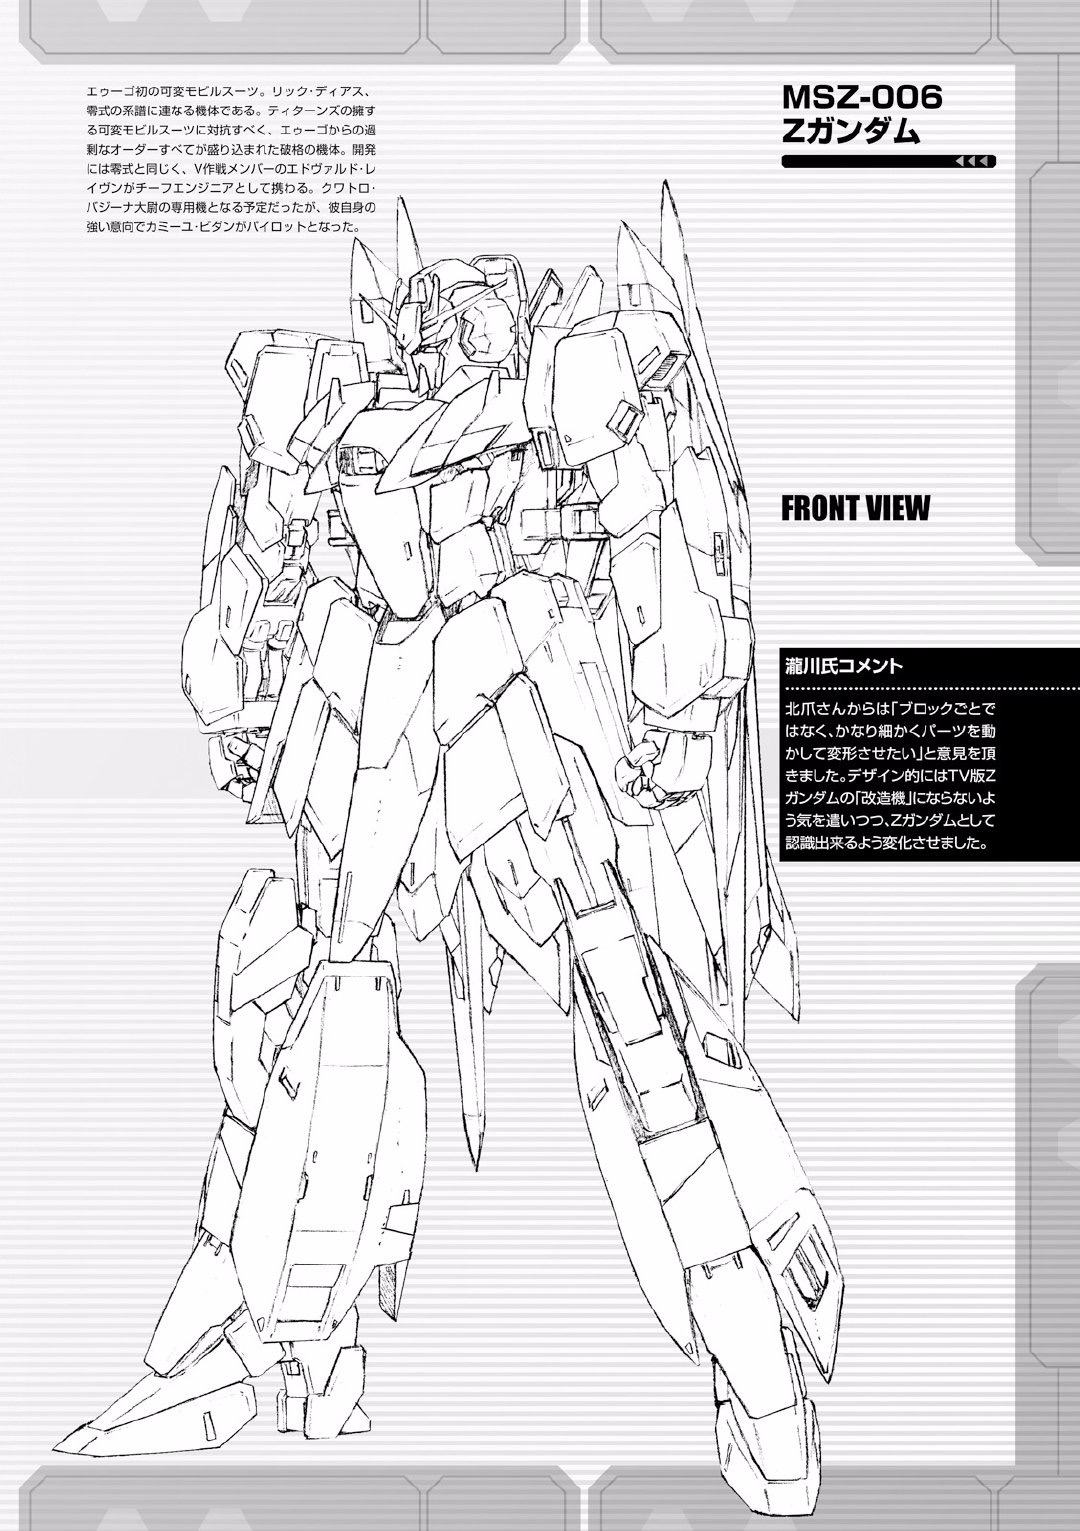 エゥーゴ初の可変モビルスーツ。リック・ディアス、
零式の系譜に連なる機体である。ティターンズの擁す
る可変モビルスーツに対抗すべく、エゥーゴからの過
剰なオーダーすべてが盛り込まれた破格の機体。開発
には零式と同じく、V作戦メンバーのエドヴァルド・レ
イヴンがチーフエンジニアとして携わる。クワトロ・
バジーナ大尉の専用機となる予定だったが、彼自身の
強い意向でカミーユ・ビダンがパイロットとなった。
MSZ-006
Zガンダム
FRONT VIEW
瀧川氏コメント
北爪さんからは「ブロックごとで
はなく、かなり細かくパーツを動
かして変形させたい」と意見を頂
きました。デザイン的にはTV版Z
ガンダムの「改造機」にならないよ
う気を遣いつつ、Zガンダムとして
認識出来るよう変化させました。